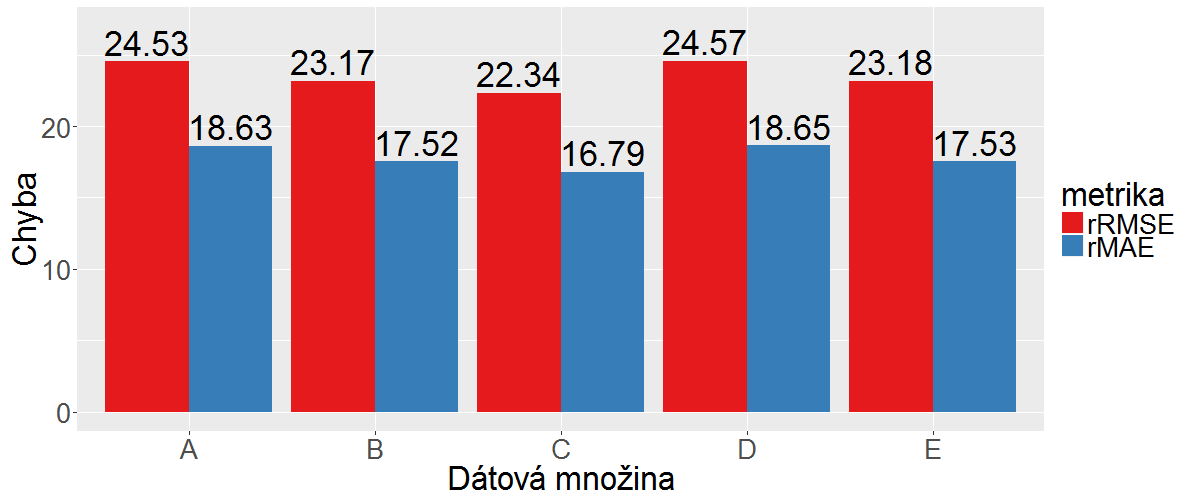 24.53 23.17 22.34 24.57 23.18
18.63 17.52 16.79 18.65 17.53
20
10
0
Chyba
A B C D E
Dátová množina
metrika
rRMSE
rMAE